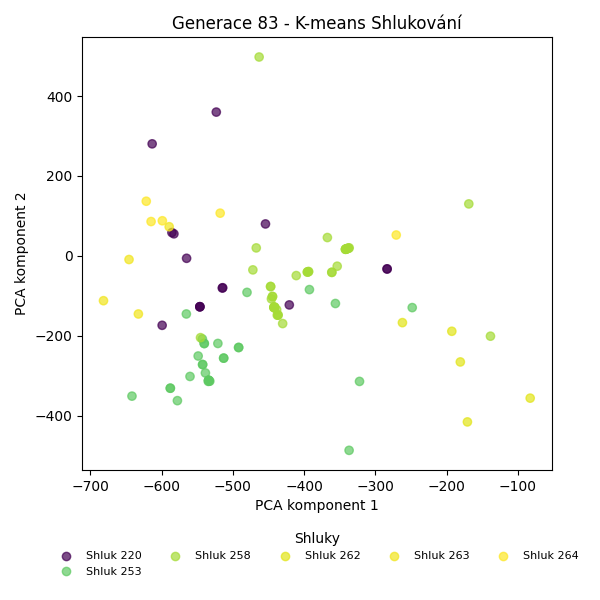 Generace 83 - K-means Shlukování
PCA komponent 2
400
200
0
−200
−400
−700 −600 −500 −400 −300 −200 −100
PCA komponent 1
Shluky
Shluk 220 Shluk 258 Shluk 262 Shluk 263 Shluk 264
Shluk 253